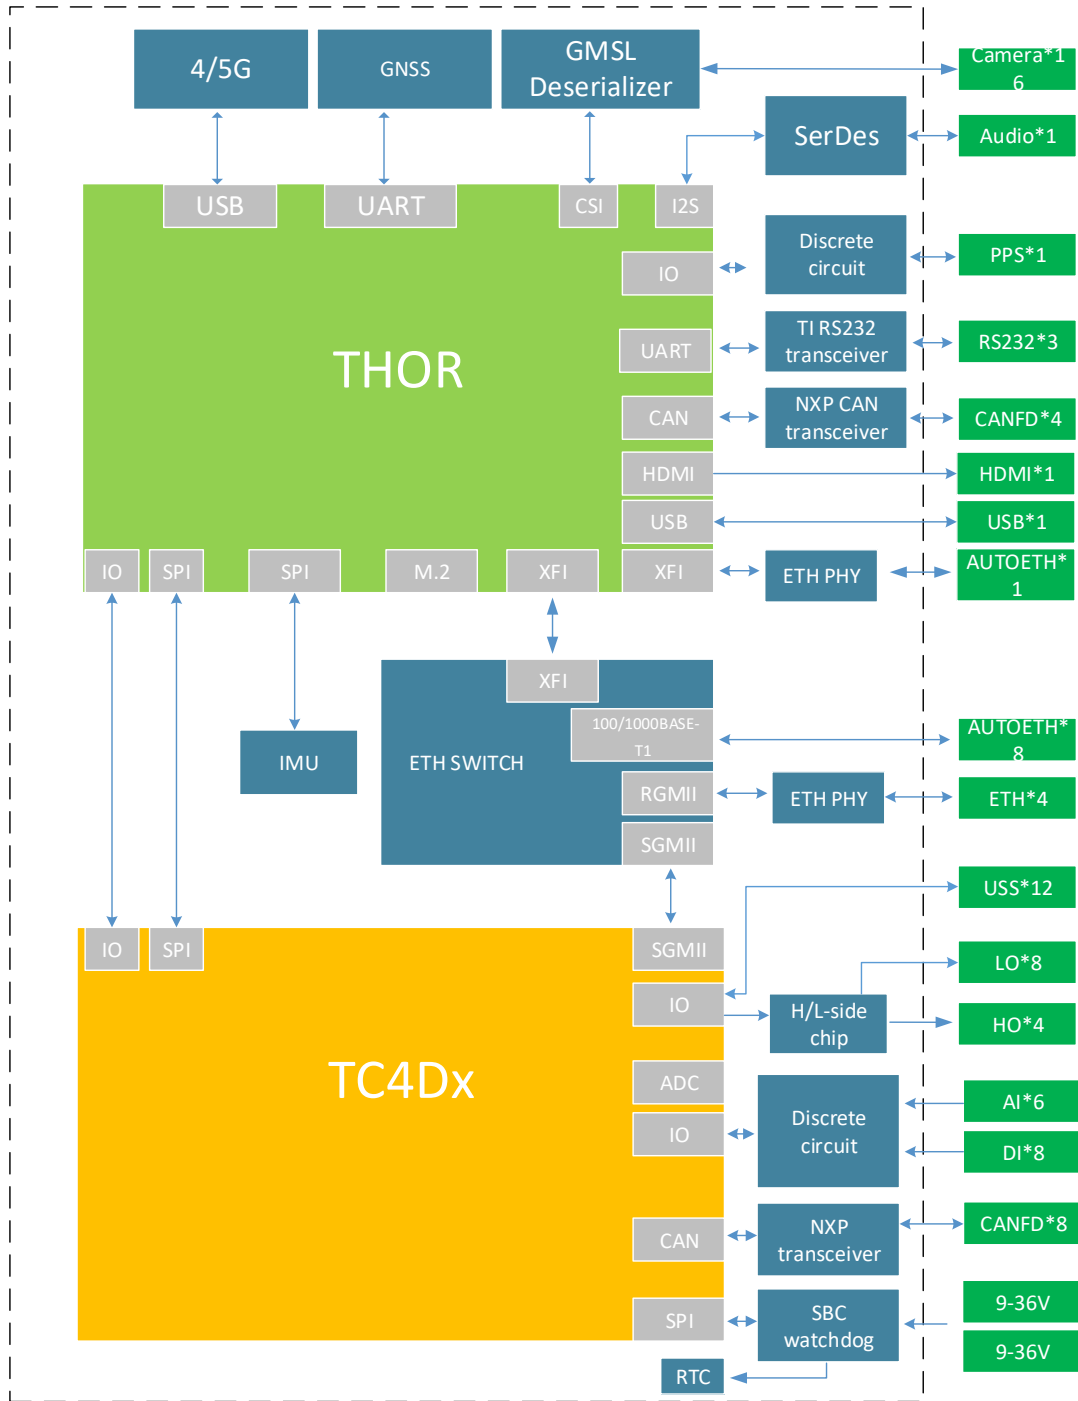 4/5G
GNSS
GMSL
Deserializer
Camera*1
6
SerDes
Audio*1
USB
UART
CSI
I2S
IO
Discrete
circuit
PPS*1
THOR
UART
TI RS232
transceiver
RS232*3
CAN
NXP CAN
transceiver
CANFD*4
HDMI
HDMI*1
USB
USB*1
IO
SPI
SPI
M.2
XFI
XFI
ETH PHY
AUTOETH*
1
XFI
100/1000BASE-
T1
AUTOETH*
8
IMU
ETH SWITCH
RGMII
ETH PHY
ETH*4
SGMII
USS*12
IO
SPI
SGMII
LO*8
IO
H/L-side
chip
HO*4
TC4Dx
ADC
AI*6
IO
Discrete
circuit
DI*8
CAN
NXP
transceiver
CANFD*8
SPI
SBC
watchdog
9-36V
9-36V
RTC